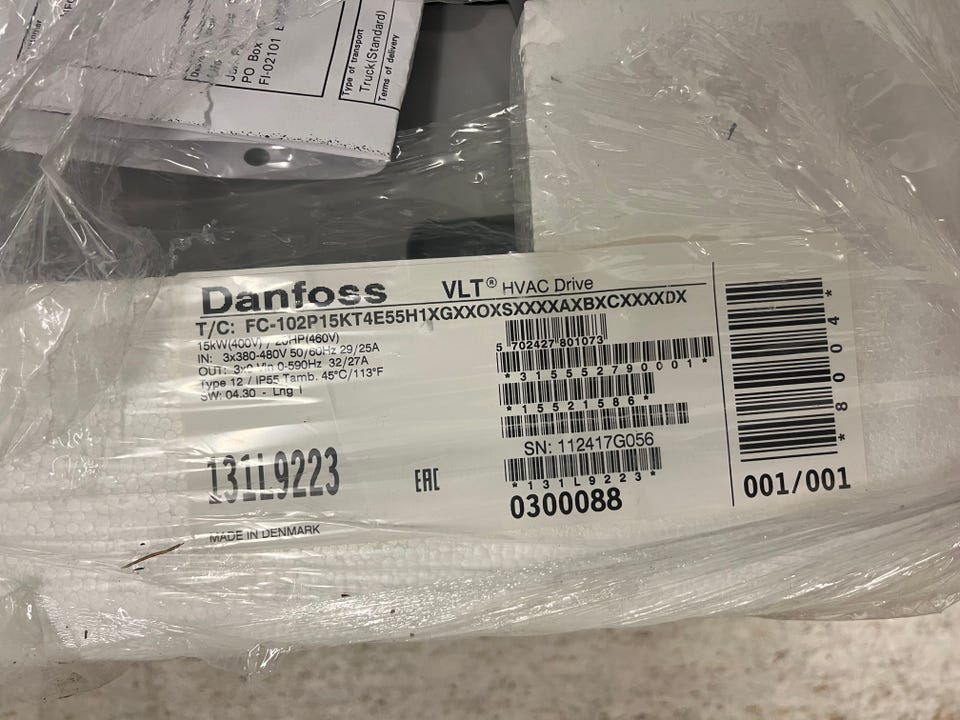 PO Box
FI-02101
Type of transport
Truck(Standard)
Terms of delivery
Danfoss VLT® HVAC Drive
T/C: FC-102P15KT4E55H1XGXXOXSXXXXAXBXCXXXXDX
15kW(400V) / 20HP(460V)
IN: 3x380-480V 50/60Hz 29/25A
OUT: 3x0-Vin 0-590Hz 32/27A
Type 12 / IP55 Tamb. 45°C/113°F
SW: 04.30 - Lng 1
5 702427 801073
*315552790001*
*15521586*
SN: 112417G056
*131L9223*
0300088
131L9223
EAC
MADE IN DENMARK
*8004*
001/001